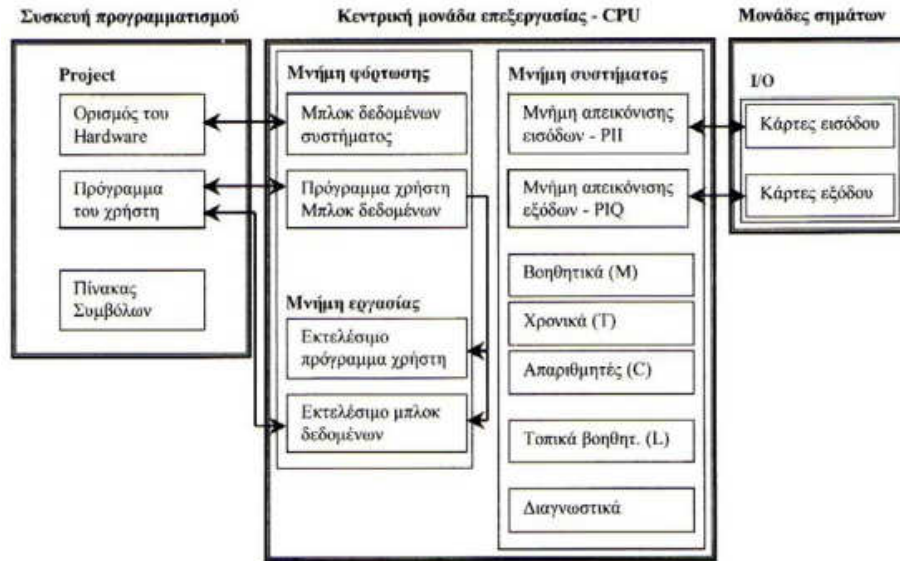 Συσκευή προγραμματισμού
Κεντρική μονάδα επεξεργασίας - CPU
Μονάδες σημάτων
Project
Ορισμός του
Hardware
Πρόγραμμα
του χρήστη
Πίνακας
Συμβόλων
Μνήμη φόρτωσης
Μπλοκ δεδομένων
συστήματος
Πρόγραμμα χρήστη
Μπλοκ δεδομένων
Μνήμη εργασίας
Εκτελέσιμο
πρόγραμμα χρήστη
Εκτελέσιμο μπλοκ
δεδομένων
Μνήμη συστήματος
Μνήμη απεικόνισης
εισόδων - PII
Μνήμη απεικόνισης
εξόδων - PIQ
Βοηθητικά (M)
Χρονικά (T)
Απαριθμητές (C)
Τοπικά βοηθητ. (L)
Διαγνωστικά
I/O
Κάρτες εισόδου
Κάρτες εξόδου